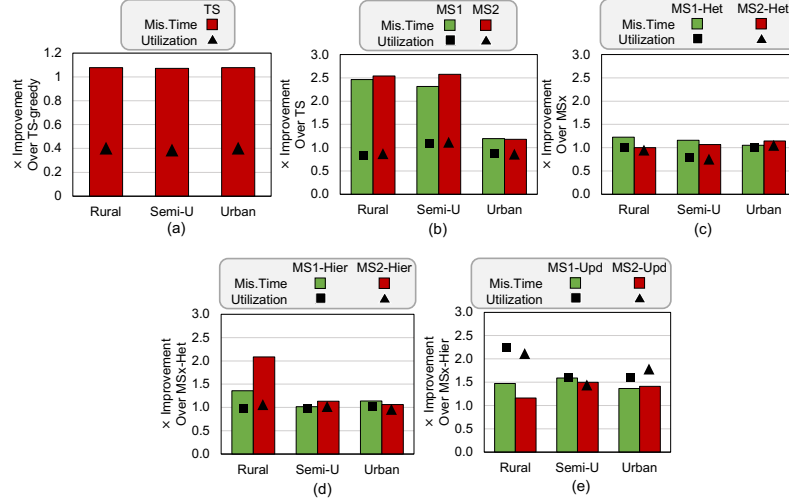 TS
Mis.Time
Utilization
× Improvement
Over TS-greedy
1.2
1
0.8
0.6
0.4
0.2
0
Rural Semi-U Urban
(a)
MS1 MS2
Mis.Time
Utilization
× Improvement
Over TS
3.0
2.5
2.0
1.5
1.0
0.5
0.0
Rural Semi-U Urban
(b)
MS1-Het MS2-Het
Mis.Time
Utilization
× Improvement
Over MSx
3.0
2.5
2.0
1.5
1.0
0.5
0.0
Rural Semi-U Urban
(c)
MS1-Hier MS2-Hier
Mis.Time
Utilization
× Improvement
Over MSx-Het
3.0
2.5
2.0
1.5
1.0
0.5
0.0
Rural Semi-U Urban
(d)
MS1-Upd MS2-Upd
Mis.Time
Utilization
× Improvement
Over MSx-Hier
3.0
2.5
2.0
1.5
1.0
0.5
0.0
Rural Semi-U Urban
(e)